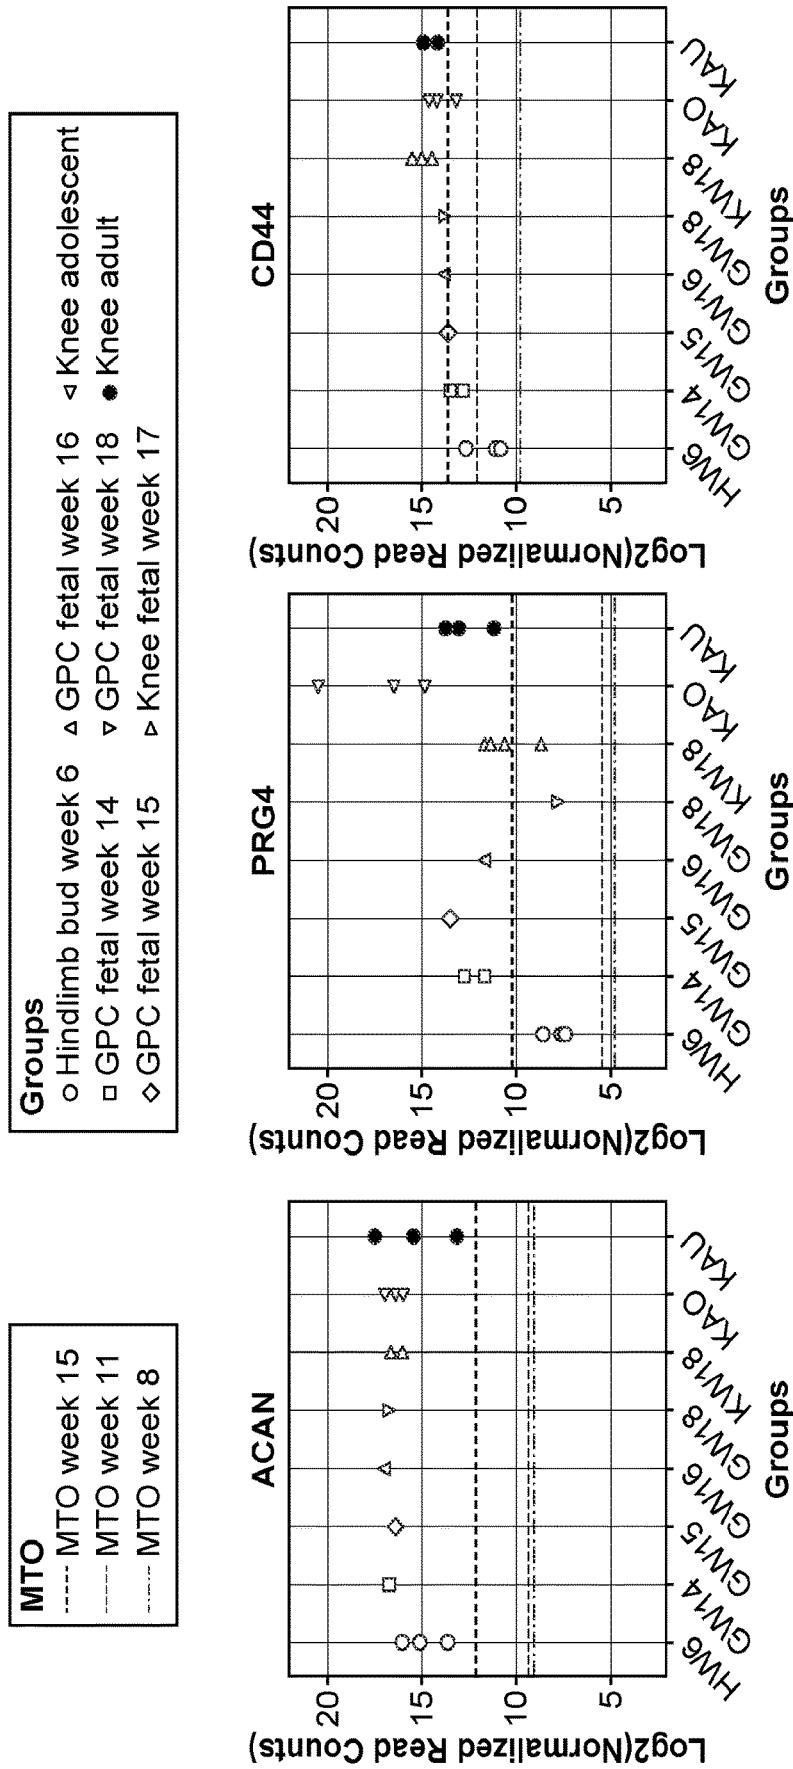 MTO
MTO week 15
MTO week 11
MTO week 8
Groups
Hindlimb bud week 6
GPC fetal week 14
GPC fetal week 15
GPC fetal week 16
GPC fetal week 18
Knee fetal week 17
Knee adolescent
Knee adult
ACAN
Log2(Normalized Read Counts)
20
15
10
5
HW6
GW14
GW15
GW16
GW18
KW18
KAO
KAU
Groups
PRG4
Log2(Normalized Read Counts)
20
15
10
5
HW6
GW14
GW15
GW16
GW18
KW18
KAO
KAU
Groups
CD44
Log2(Normalized Read Counts)
20
15
10
5
HW6
GW14
GW15
GW16
GW18
KW18
KAO
KAU
Groups